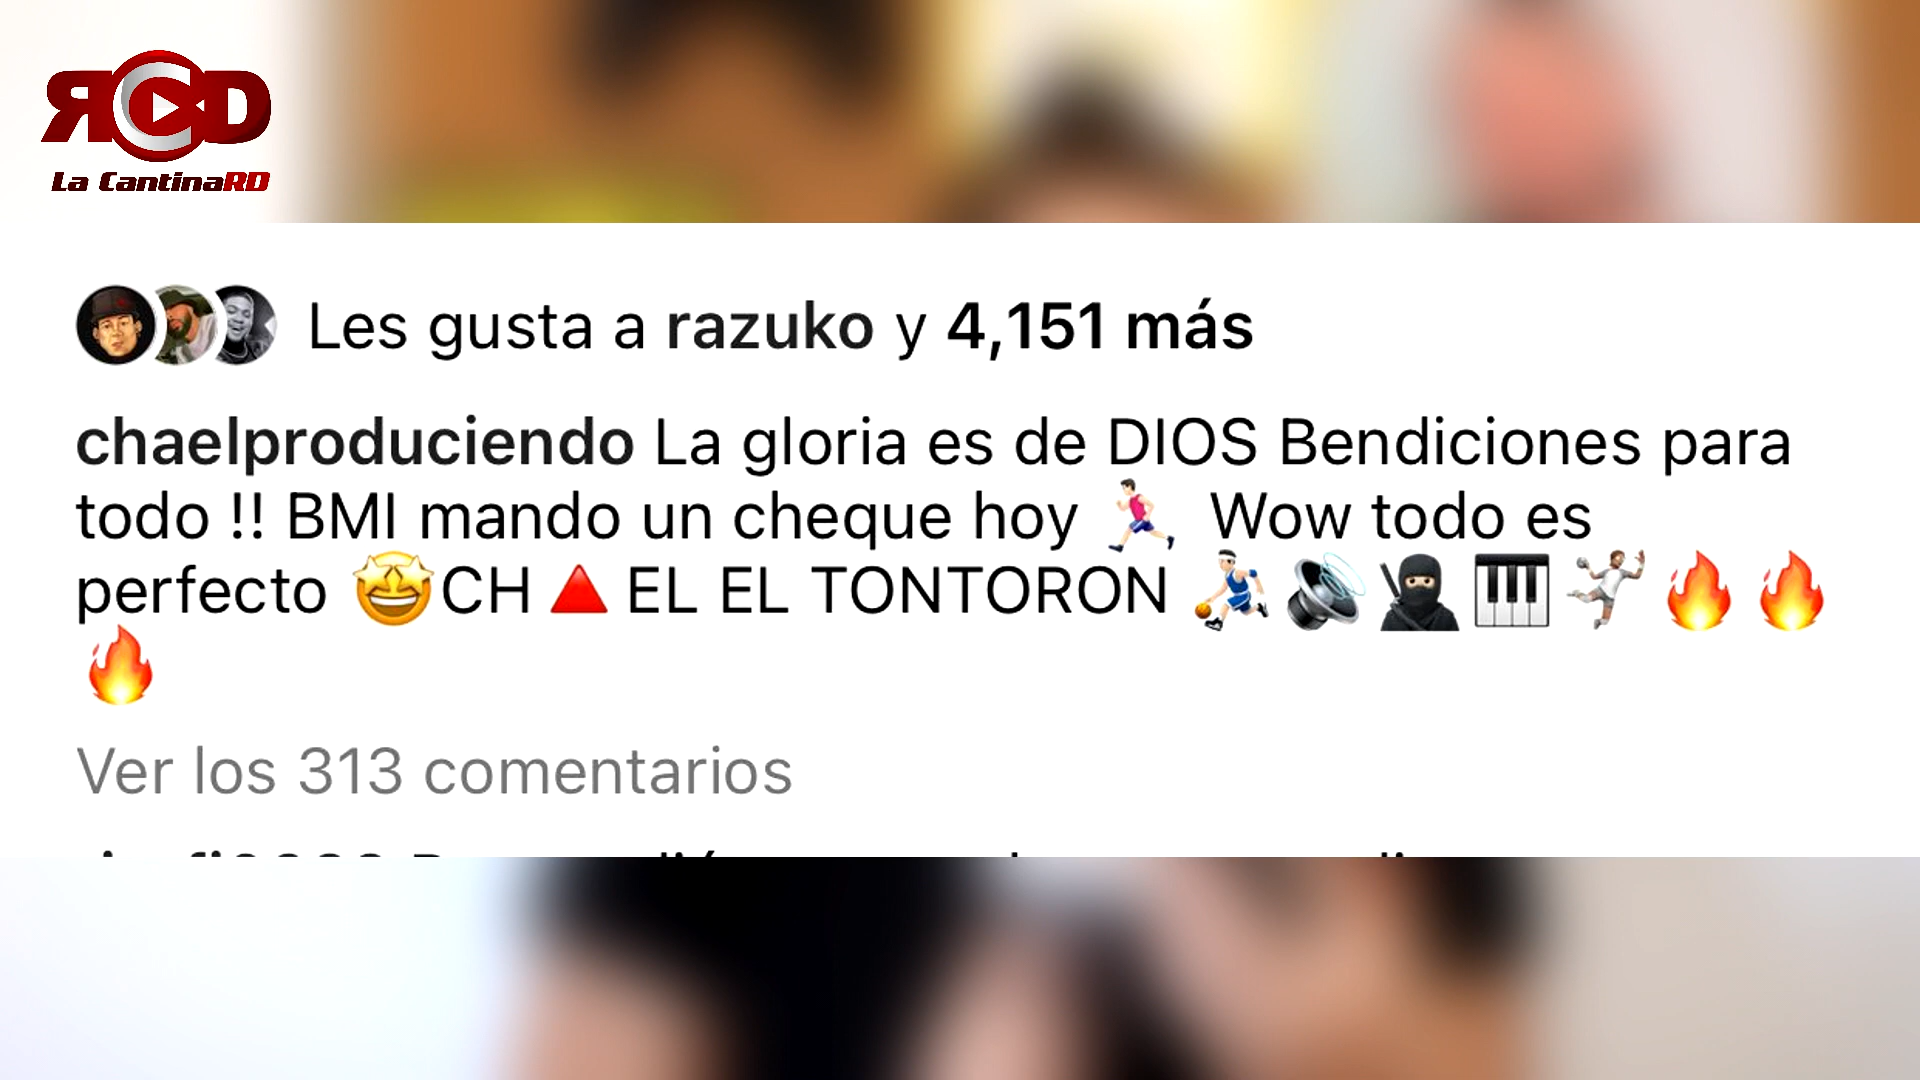 RCD
La CantinaRD
Les gusta a razuko y 4,151 más
chaelproduciendo La gloria es de DIOS Bendiciones para
todo !! BMI mando un cheque hoy 🏃🏻 Wow todo es
perfecto 🤩CH🔺EL EL TONTORON ⛹🏻🔊🥷🏿🎹🤾🏽🔥🔥
🔥
Ver los 313 comentarios